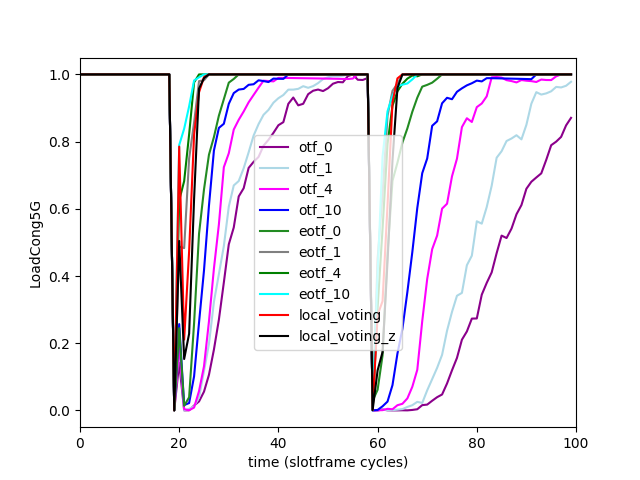 1.0
0.8
0.6
0.4
0.2
0.0
LoadCong5G
otf_0
otf_1
otf_4
otf_10
eotf_0
eotf_1
eotf_4
eotf_10
local_voting
local_voting_z
0 20 40 60 80 100
time (slotframe cycles)